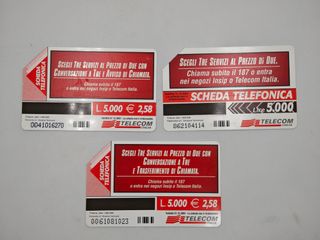 SCHEDA
TELEFONICA
SCEGLI TRE SERVIZI AL PREZZO DI DUE CON
CONVERSAZIONE A TRE E AVVISO DI CHIAMATA.
Chiama subito il 187 o entra
nei negozi Insip o Telecom Italia.
L. 5.000 € 2,58
TELECOM
SCEGLI TRE SERVIZI AL PREZZO DI DUE.
Chiama subito il 187 o entra
nei negozi Insip o Telecom Italia.
SCHEDA TELEFONICA
Lire 5.000
TELECOM
062104114
SCHEDA
TELEFONICA
SCEGLI TRE SERVIZI AL PREZZO DI DUE CON
CONVERSAZIONE A TRE
E TRASFERIMENTO DI CHIAMATA.
Chiama subito il 187 o entra
nei negozi Insip o Telecom Italia.
L. 5.000 € 2,58
TELECOM
0061081023